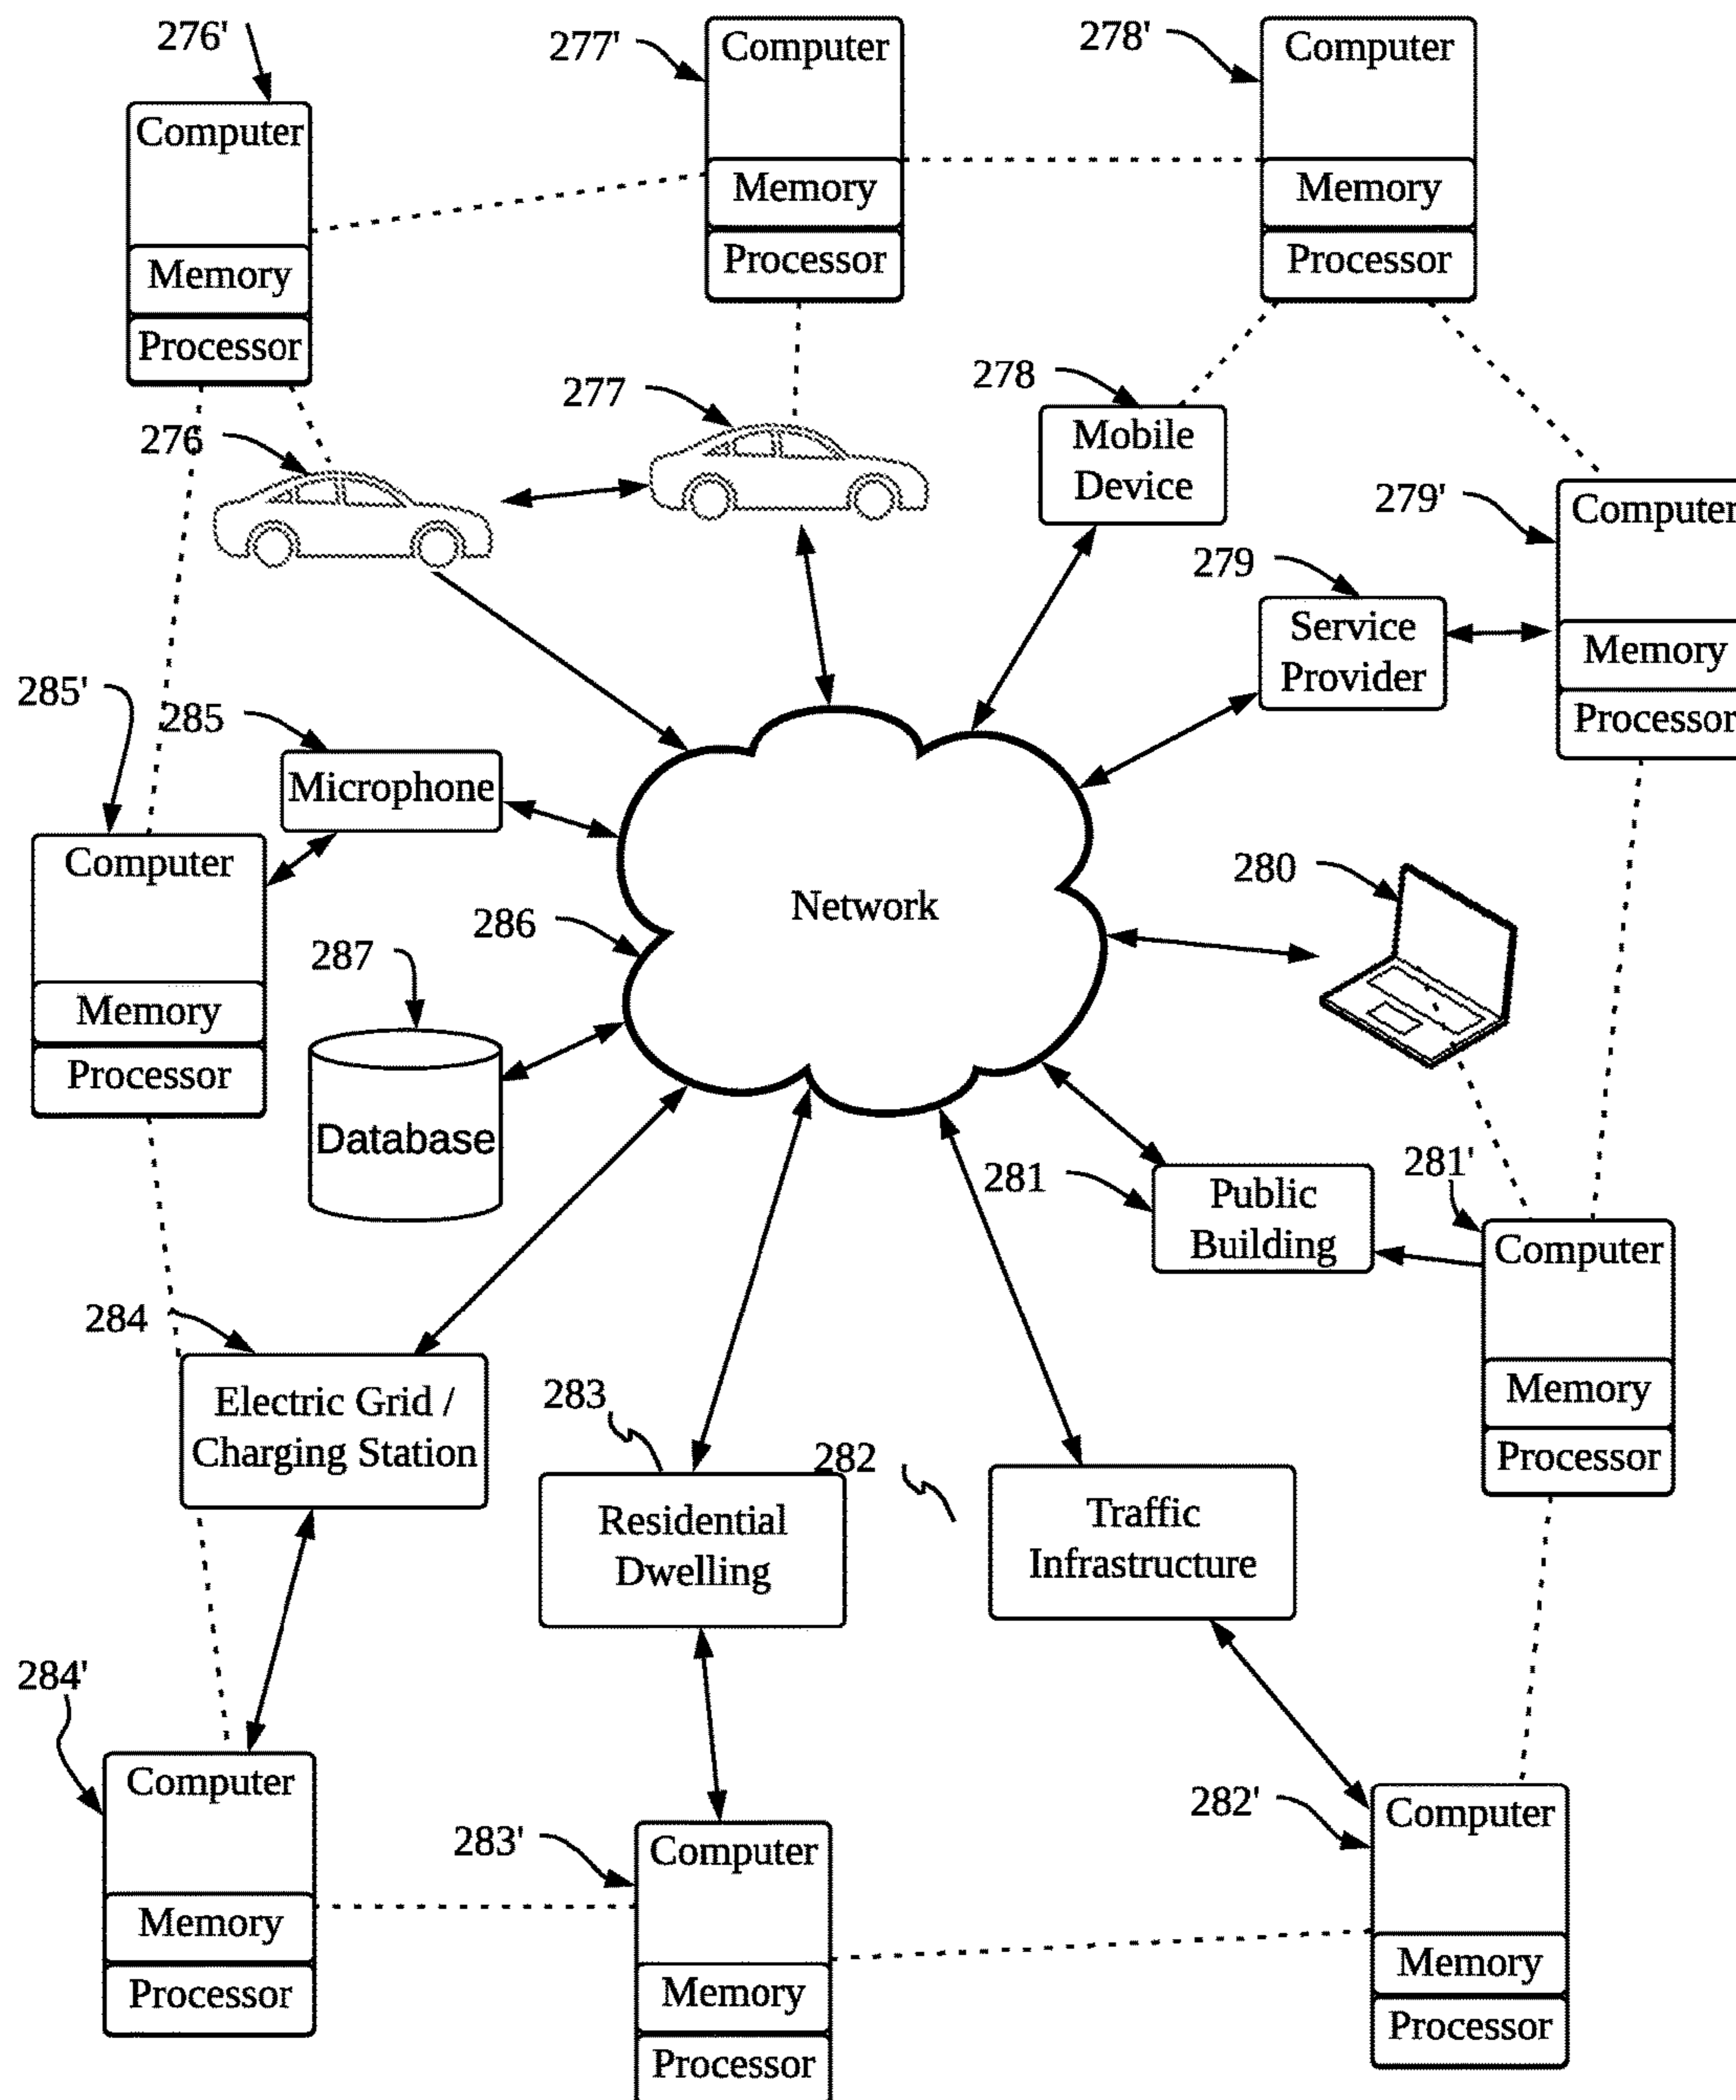 276'
277'
Computer
278'
Computer
Computer
Memory
Memory
Memory
Processor
Processor
Processor
276
277
278
Mobile
Device
279'
Computer
279
Service
Provider
Memory
Processor
285'
285
Microphone
Computer
Memory
Processor
286
287
Database
Network
280
281
Public
Building
281'
Computer
Memory
Processor
284
Electric Grid /
Charging Station
283
Residential
Dwelling
282
Traffic
Infrastructure
284'
Computer
Memory
Processor
283'
Computer
Memory
Processor
282'
Computer
Memory
Processor